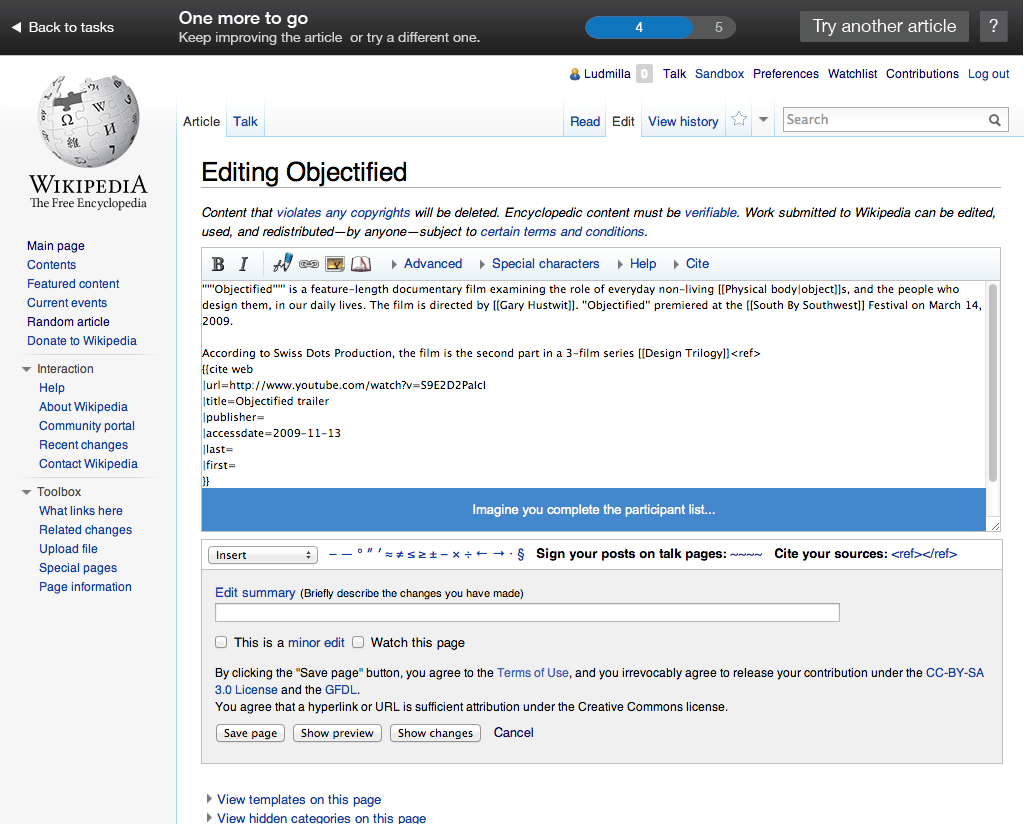 Back to tasks
One more to go
Keep improving the article or try a different one.
4 5
Try another article
?
Ludmilla 0 Talk Sandbox Preferences Watchlist Contributions Log out
Article Talk
Read Edit View history
Search
WIKIPEDIA
The Free Encyclopedia
Main page
Contents
Featured content
Current events
Random article
Donate to Wikipedia
Interaction
Help
About Wikipedia
Community portal
Recent changes
Contact Wikipedia
Toolbox
What links here
Related changes
Upload file
Special pages
Page information
Editing Objectified
Content that violates any copyrights will be deleted. Encyclopedic content must be verifiable. Work submitted to Wikipedia can be edited,
used, and redistributed—by anyone—subject to certain terms and conditions.
B I Advanced Special characters Help Cite
"'"Objectified"'" is a feature-length documentary film examining the role of everyday non-living [[Physical body|object]]s, and the people who
design them, in our daily lives. The film is directed by [[Gary Hustwit]]. "Objectified" premiered at the [[South By Southwest]] Festival on March 14,
2009.
According to Swiss Dots Production, the film is the second part in a 3-film series [[Design Trilogy]]<ref>
{{cite web
|url=http://www.youtube.com/watch?v=S9E2D2PaIcI
|title=Objectified trailer
|publisher=
|accessdate=2009-11-13
|last=
|first=
}}
Imagine you complete the participant list...
Insert – — ° ″ ′ ≈ ≠ ≤ ≥ ± − × ÷ ← → · § Sign your posts on talk pages: ~~~~ Cite your sources: <ref></ref>
Edit summary (Briefly describe the changes you have made)
This is a minor edit Watch this page
By clicking the "Save page" button, you agree to the Terms of Use, and you irrevocably agree to release your contribution under the CC-BY-SA
3.0 License and the GFDL.
You agree that a hyperlink or URL is sufficient attribution under the Creative Commons license.
Save page Show preview Show changes Cancel
View templates on this page
View hidden categories on this page